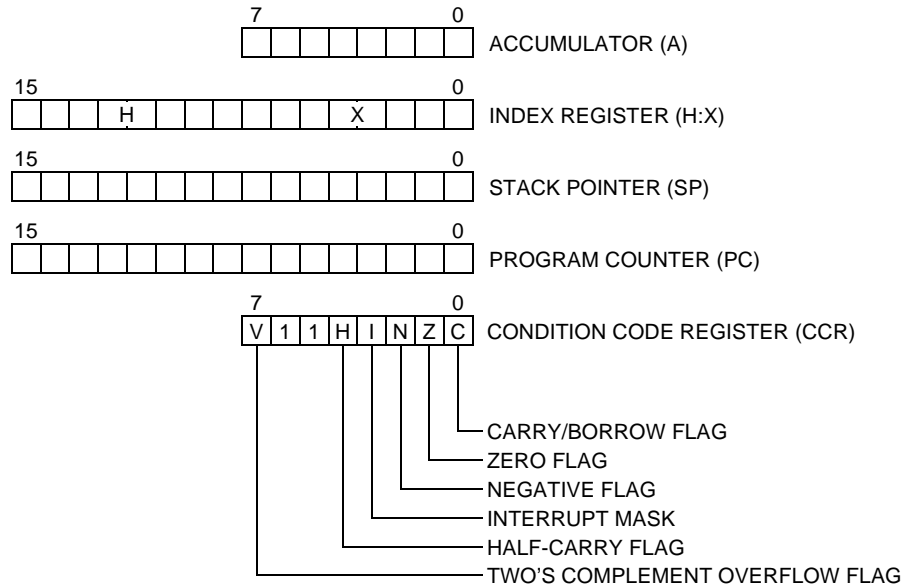 7 0
ACCUMULATOR (A)
15 0
H X INDEX REGISTER (H:X)
15 0
STACK POINTER (SP)
15 0
PROGRAM COUNTER (PC)
7 0
V 1 1 H I N Z C CONDITION CODE REGISTER (CCR)
CARRY/BORROW FLAG
ZERO FLAG
NEGATIVE FLAG
INTERRUPT MASK
HALF-CARRY FLAG
TWO'S COMPLEMENT OVERFLOW FLAG